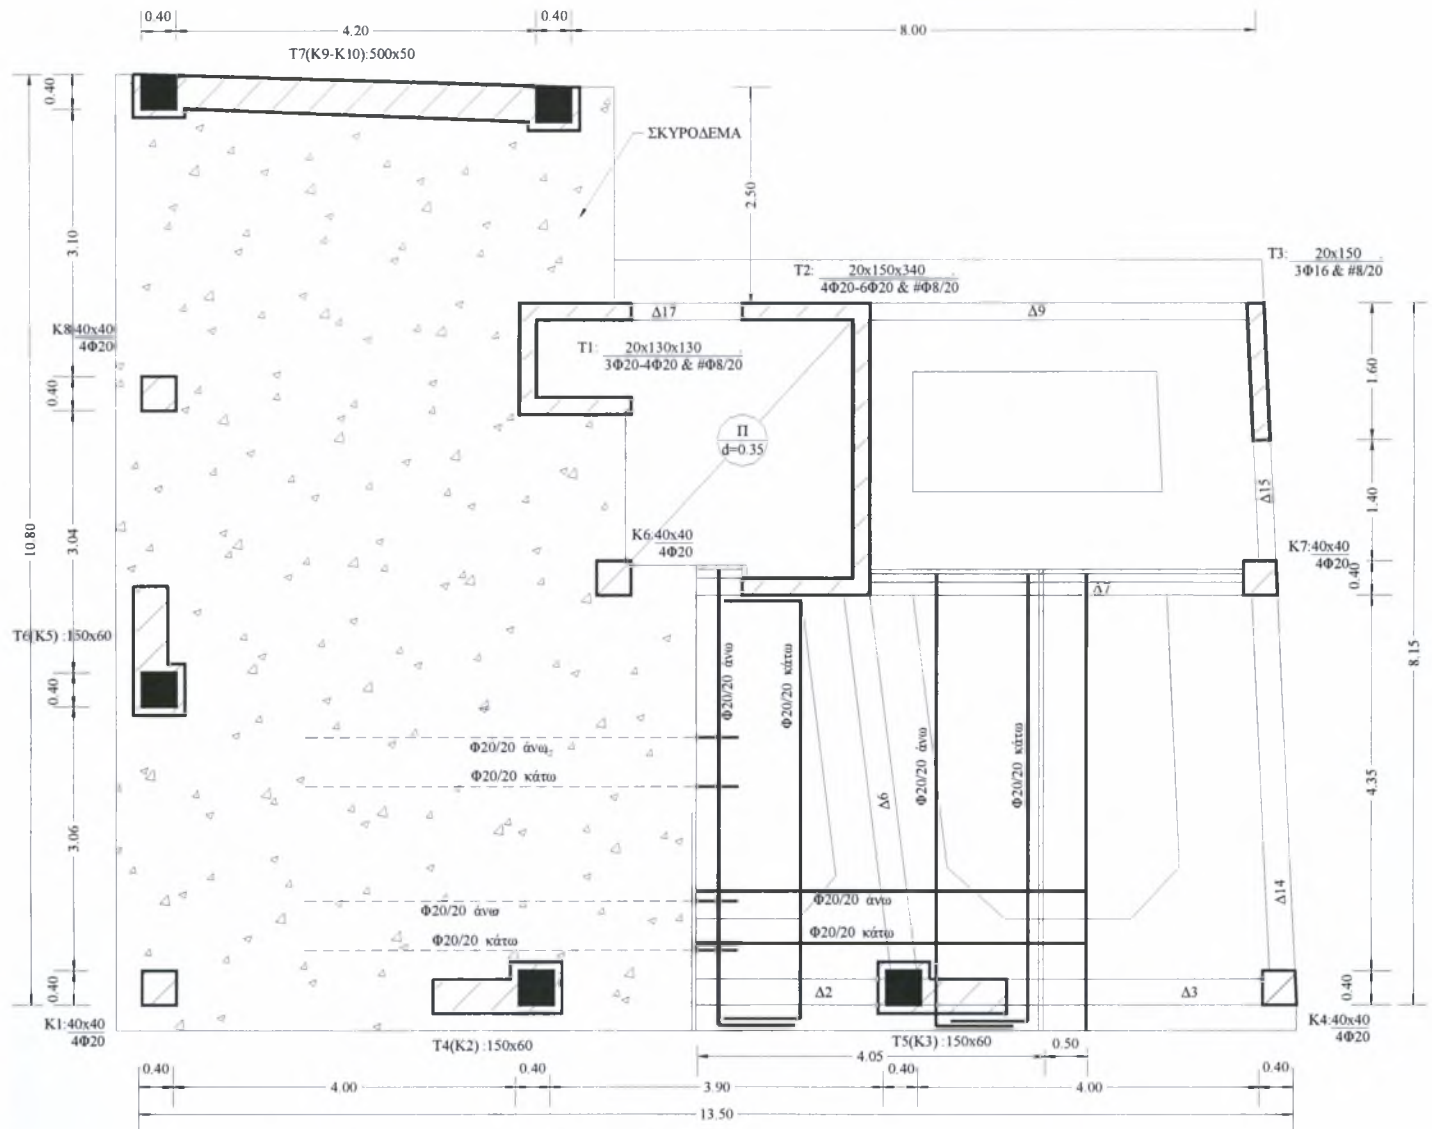 0.40
0.40
4.20
8.00
T7(K9-K10):500x50
0.40
ΣΚΥΡΟΔΕΜΑ
2.50
3.10
T2: 20x150x340
4Φ20-6Φ20 & #Φ8/20
T3: 20x150
3Φ16 & #8/20
Δ17
Δ9
K8:40x40
4Φ20
T1: 20x130x130
3Φ20-4Φ20 & #Φ8/20
1.60
0.40
Π
d=0.35
Δ15
1.40
10.80
3.04
K6:40x40
4Φ20
K7:40x40
4Φ20
0.40
Δ7
T6(K5) :150x60
8.15
0.40
Φ20/20 άνω
Φ20/20 κάτω
Φ20/20 άνω
Φ20/20 κάτω
Φ20/20 άνω
Φ20/20 κάτω
Δ6
4.35
3.06
Φ20/20 άνω
Φ20/20 κάτω
Φ20/20 άνω
Φ20/20 κάτω
Δ14
0.40
Δ2
Δ3
0.40
K1:40x40
4Φ20
T4(K2) :150x60
T5(K3) :150x60
K4:40x40
4Φ20
4.05
0.50
0.40
0.40
0.40
0.40
4.00
3.90
4.00
13.50